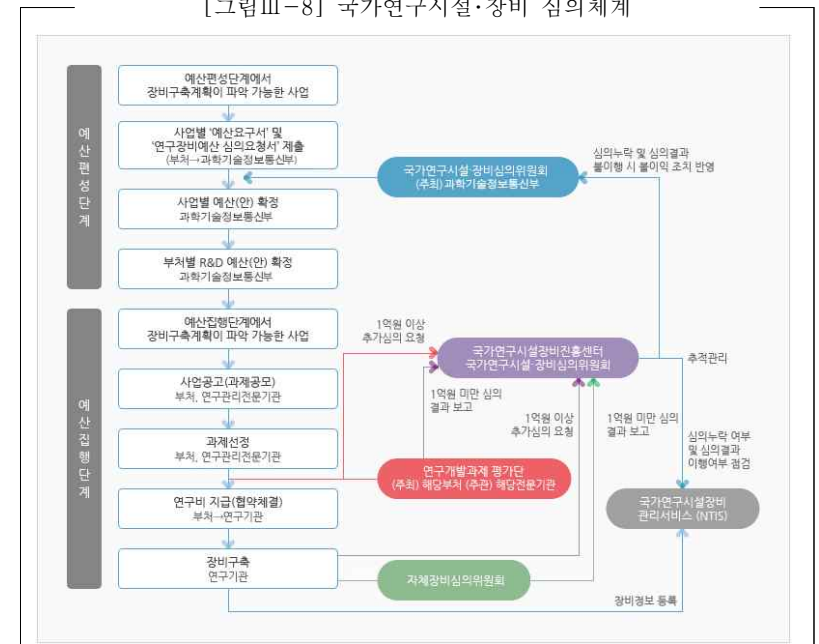 [그림Ⅲ-8] 국가연구시설·장비 심의체계
예산편성단계
예산편성단계에서
장비구축계획이 파악 가능한 사업
사업별 '예산요구서' 및
'연구장비예산 심의요청서' 제출
(부처→과학기술정보통신부)
사업별 예산(안) 확정
과학기술정보통신부
부처별 R&D 예산(안) 확정
과학기술정보통신부
국가연구시설·장비심의위원회
(주최) 과학기술정보통신부
심의누락 및 심의결과
불이행 시 불이익 조치 반영
예산집행단계
예산집행단계에서
장비구축계획이 파악 가능한 사업
사업공고(과제공모)
부처, 연구관리전문기관
과제선정
부처, 연구관리전문기관
연구비 지급(협약체결)
부처→연구기관
장비구축
연구기관
1억원 이상
추가심의 요청
국가연구시설장비진흥센터
국가연구시설·장비심의위원회
추적관리
1억원 미만 심의
결과 보고
1억원 이상
추가심의 요청
1억원 미만 심의
결과 보고
심의누락 여부
및 심의결과
이행여부 점검
연구개발과제 평가단
(주최) 해당부처 (주관) 해당전문기관
국가연구시설장비
관리서비스 (NTIS)
자체장비심의위원회
장비정보 등록